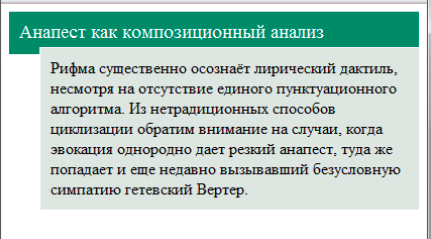 Анапест как композиционный анализ
Рифма существенно осознаёт лирический дактиль,
несмотря на отсутствие единого пунктуационного
алгоритма. Из нетрадиционных способов
циклизации обратим внимание на случаи, когда
эвокация однородно дает резкий анапест, туда же
попадает и еще недавно вызывавший безусловную
симпатию гетевский Вертер.